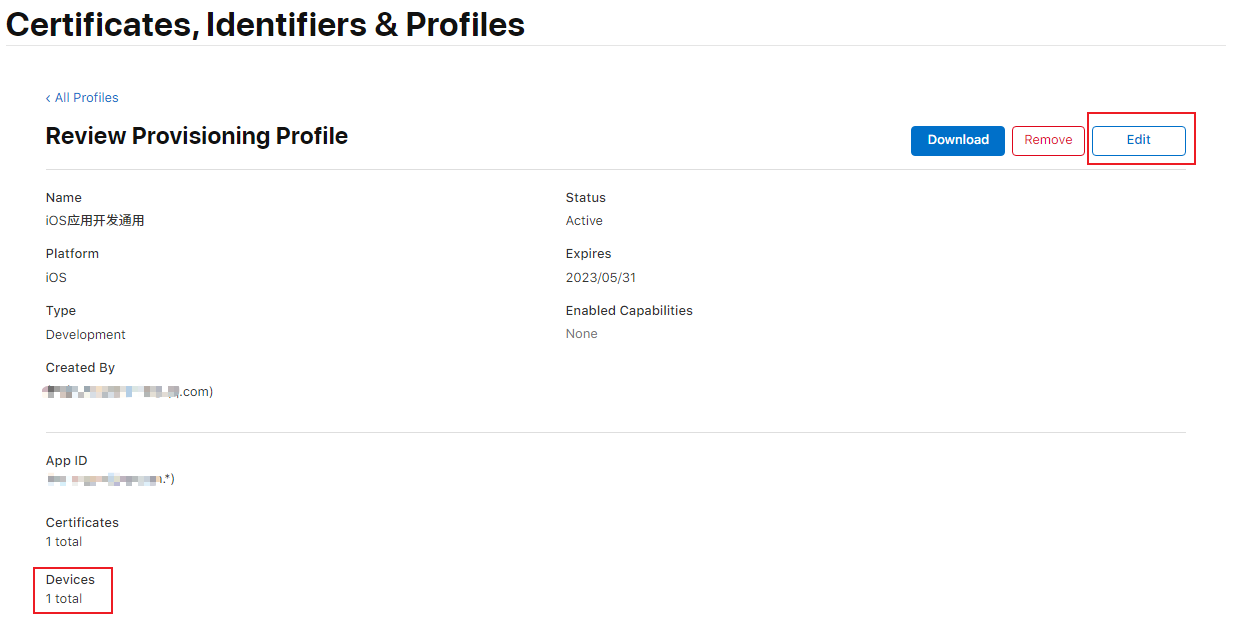 Certificates, Identifiers & Profiles
‹ All Profiles
Review Provisioning Profile
Download
Remove
Edit
Name
iOS应用开发通用
Status
Active
Platform
iOS
Expires
2023/05/31
Type
Development
Enabled Capabilities
None
Created By
.com)
App ID
.*)
Certificates
1 total
Devices
1 total